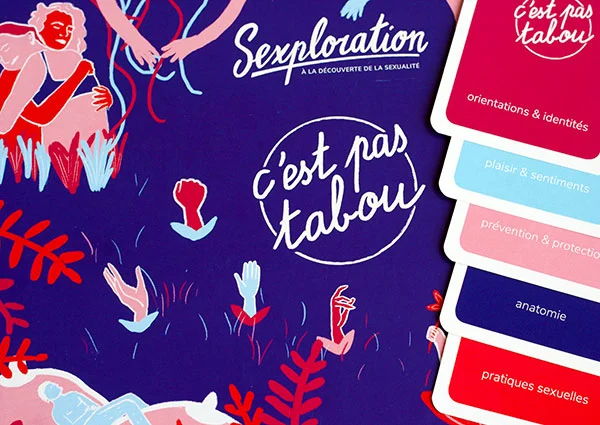 Sexploration
À LA DÉCOUVERTE DE LA SEXUALITÉ
c'est pas
tabou
c'est pas
tabou
orientations & identités
plaisir & sentiments
prévention & protection
anatomie
pratiques sexuelles